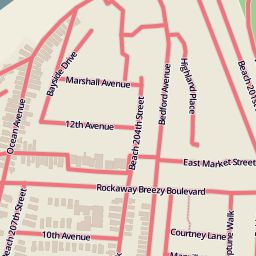 Bayside Drive
Marshall Avenue
Bedford Avenue
Highland Place
Beach 201st
Ocean Avenue
12th Avenue
Beach 204th Street
East Market Street
Rockaway Breezy Boulevard
Beach 207th Street
10th Avenue
Courtney Lane
Walk